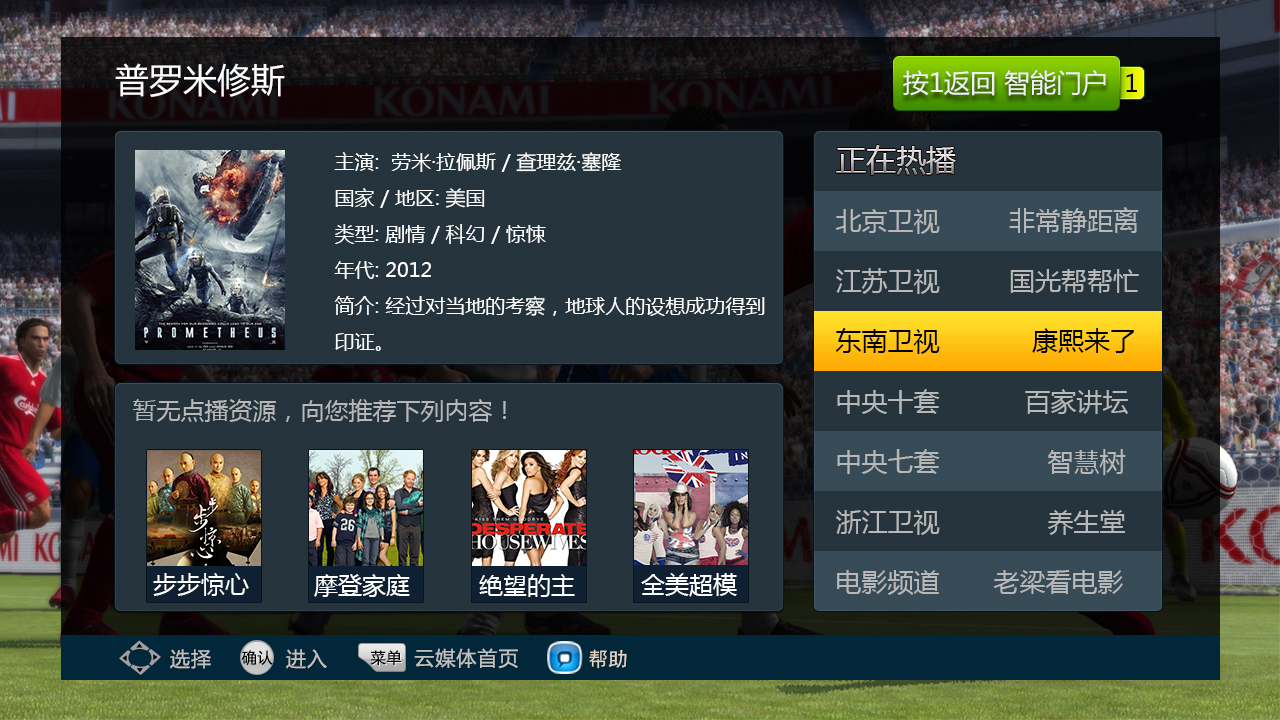 普罗米修斯
按1返回 智能门户 1
KONAMI KONAMI
主演: 劳米·拉佩斯 / 查理兹·塞隆
国家 / 地区: 美国
类型: 剧情 / 科幻 / 惊悚
年代: 2012
简介: 经过对当地的考察，地球人的设想成功得到
印证。
PROMETHEUS
正在热播
北京卫视 非常静距离
江苏卫视 国光帮帮忙
东南卫视 康熙来了
中央十套 百家讲坛
中央七套 智慧树
浙江卫视 养生堂
电影频道 老梁看电影
暂无点播资源，向您推荐下列内容！
步步惊心
26
KISS THEM GOODBYE
DESPERATE
HOUSEWIVES
步步惊心 摩登家庭 绝望的主 全美超模
Carlsberg
选择 确认 进入 菜单 云媒体首页 帮助